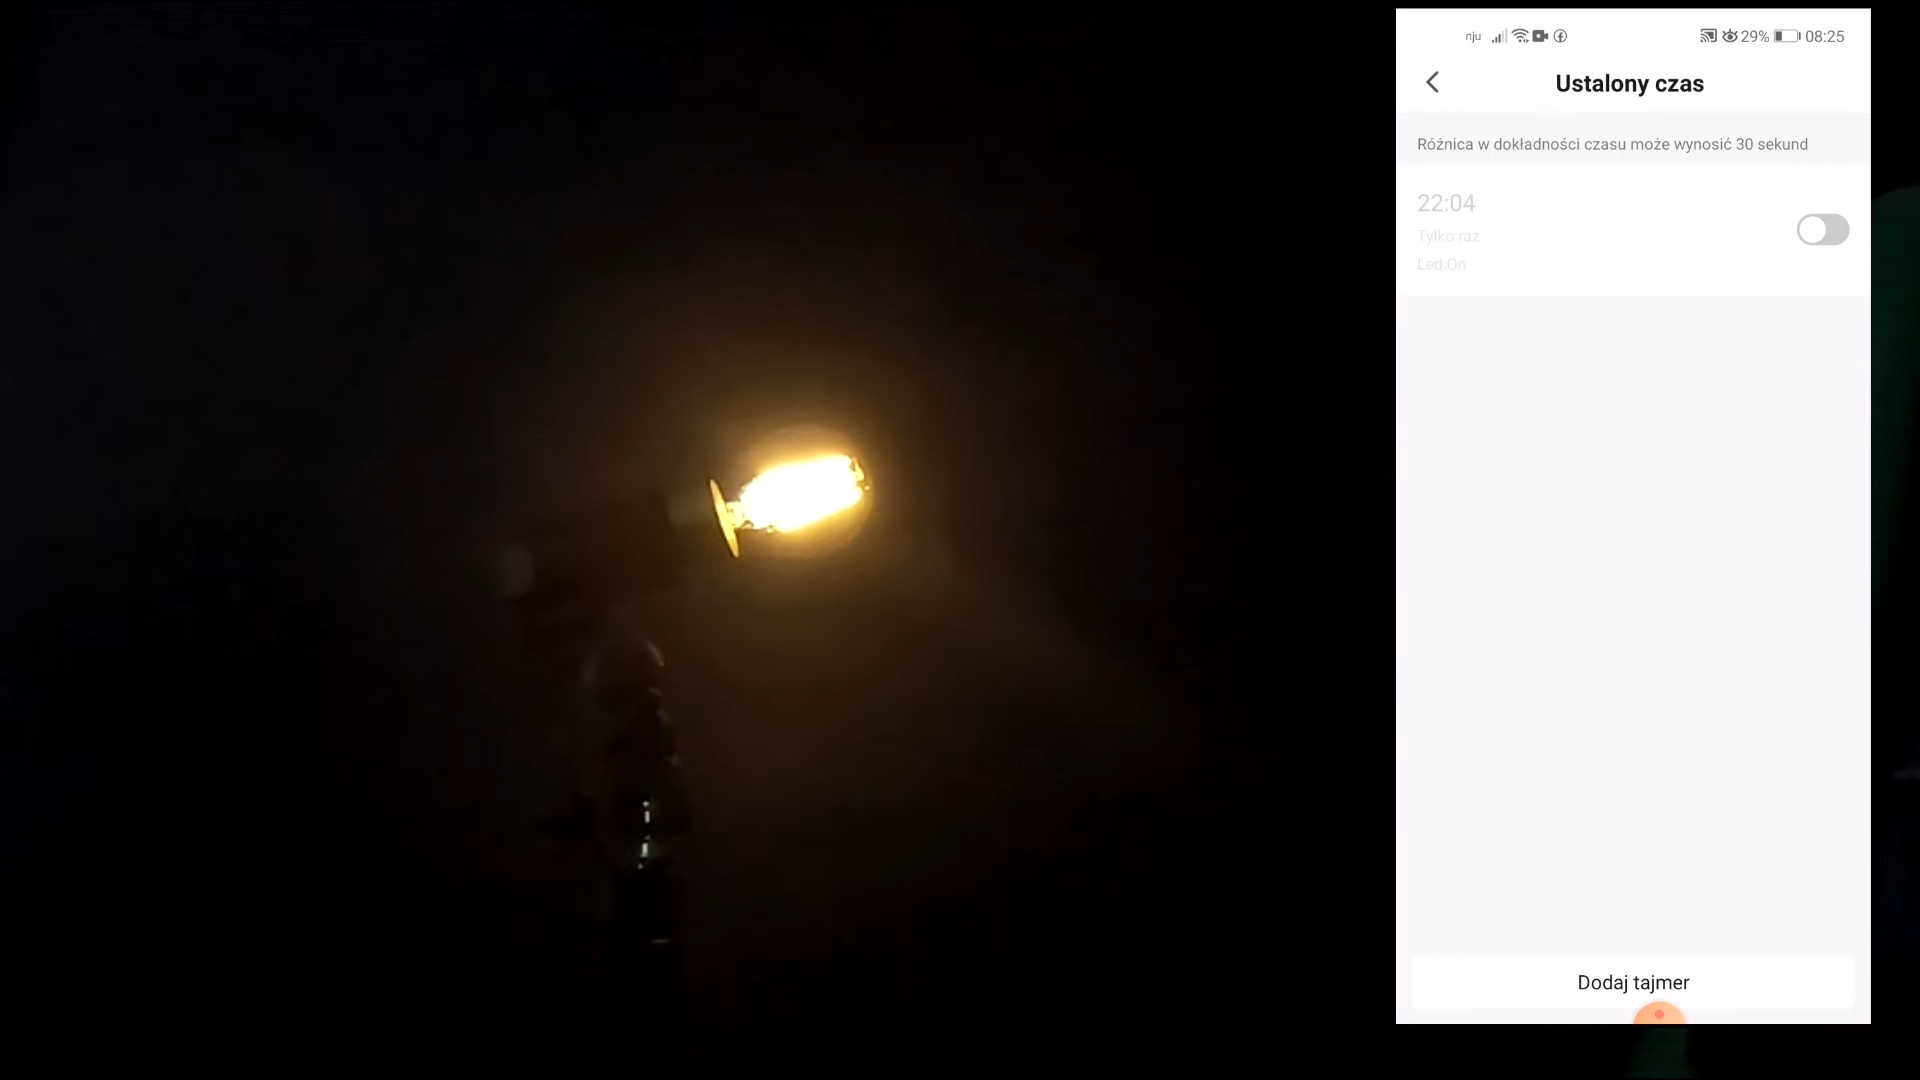 nju 29% 08:25
Ustalony czas
Różnica w dokładności czasu może wynosić 30 sekund
22:04
Tylko raz
Led:On
Dodaj tajmer